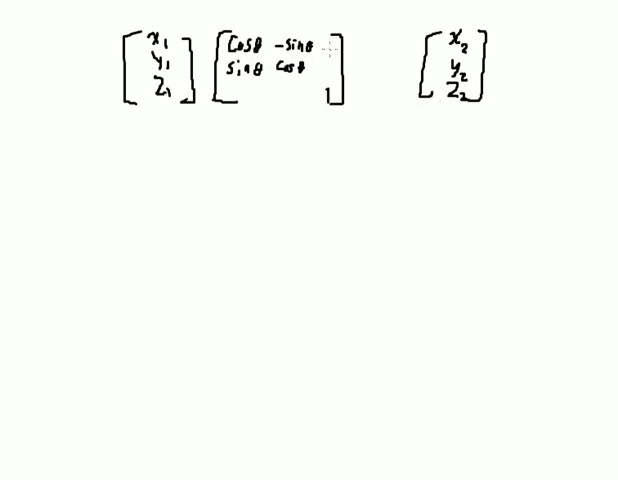 x₁ cosθ -sinθ x₂
y₁ sinθ cosθ y₂
z₁ 1 z₂